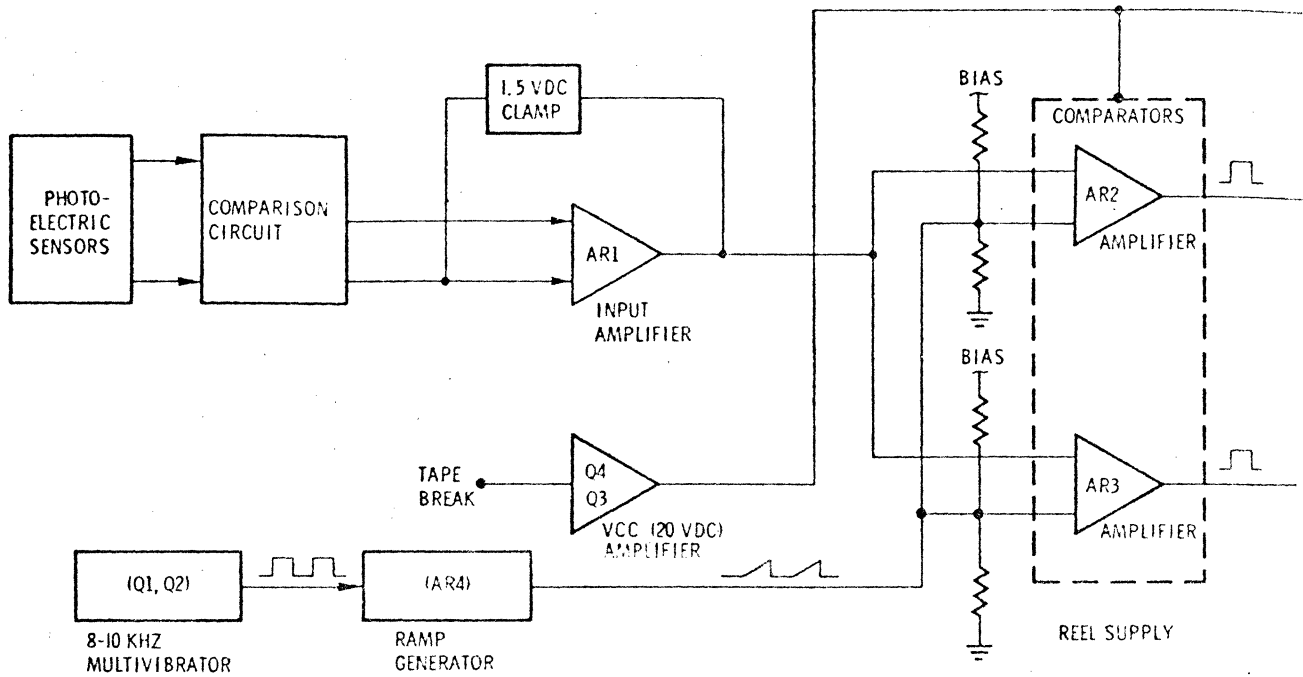 1.5 VDC
CLAMP
BIAS
COMPARATORS
PHOTO-
ELECTRIC
SENSORS
COMPARISON
CIRCUIT
AR1
INPUT
AMPLIFIER
AR2
AMPLIFIER
BIAS
TAPE
BREAK
Q4
Q3
VCC (20 VDC)
AMPLIFIER
AR3
AMPLIFIER
(Q1, Q2)
8-10 KHZ
MULTIVIBRATOR
(AR4)
RAMP
GENERATOR
REEL SUPPLY